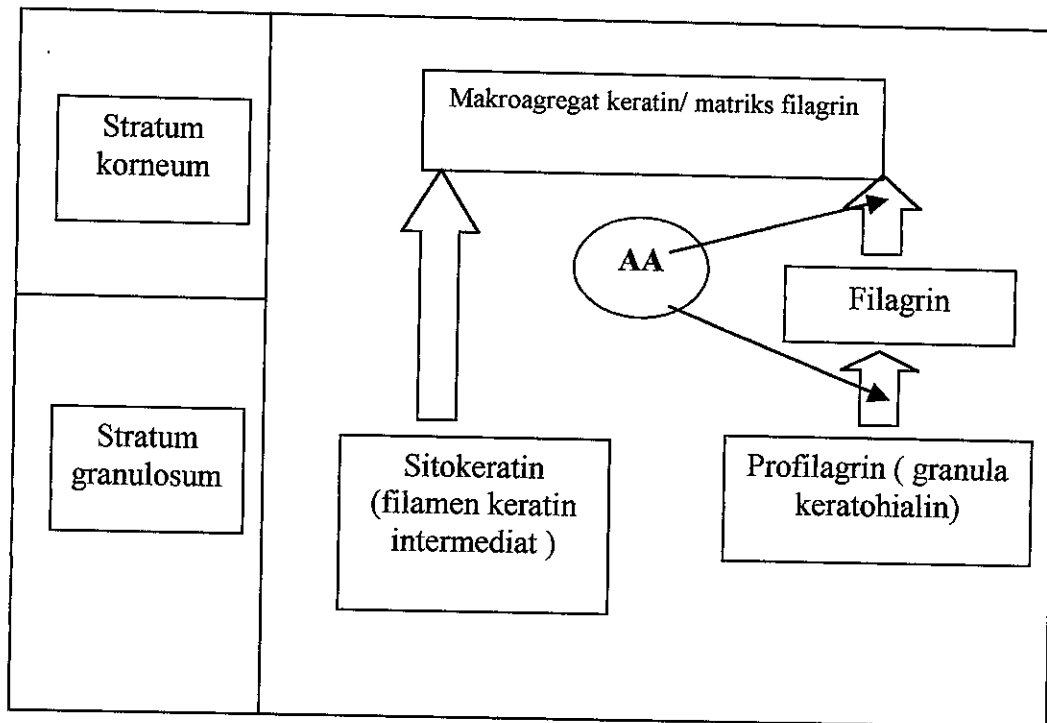 Makroagregat keratin/ matriks filagrin
Stratum
korneum
AA
Filagrin
Stratum
granulosum
Sitokeratin
(filamen keratin
intermediat )
Profilagrin ( granula
keratohialin)